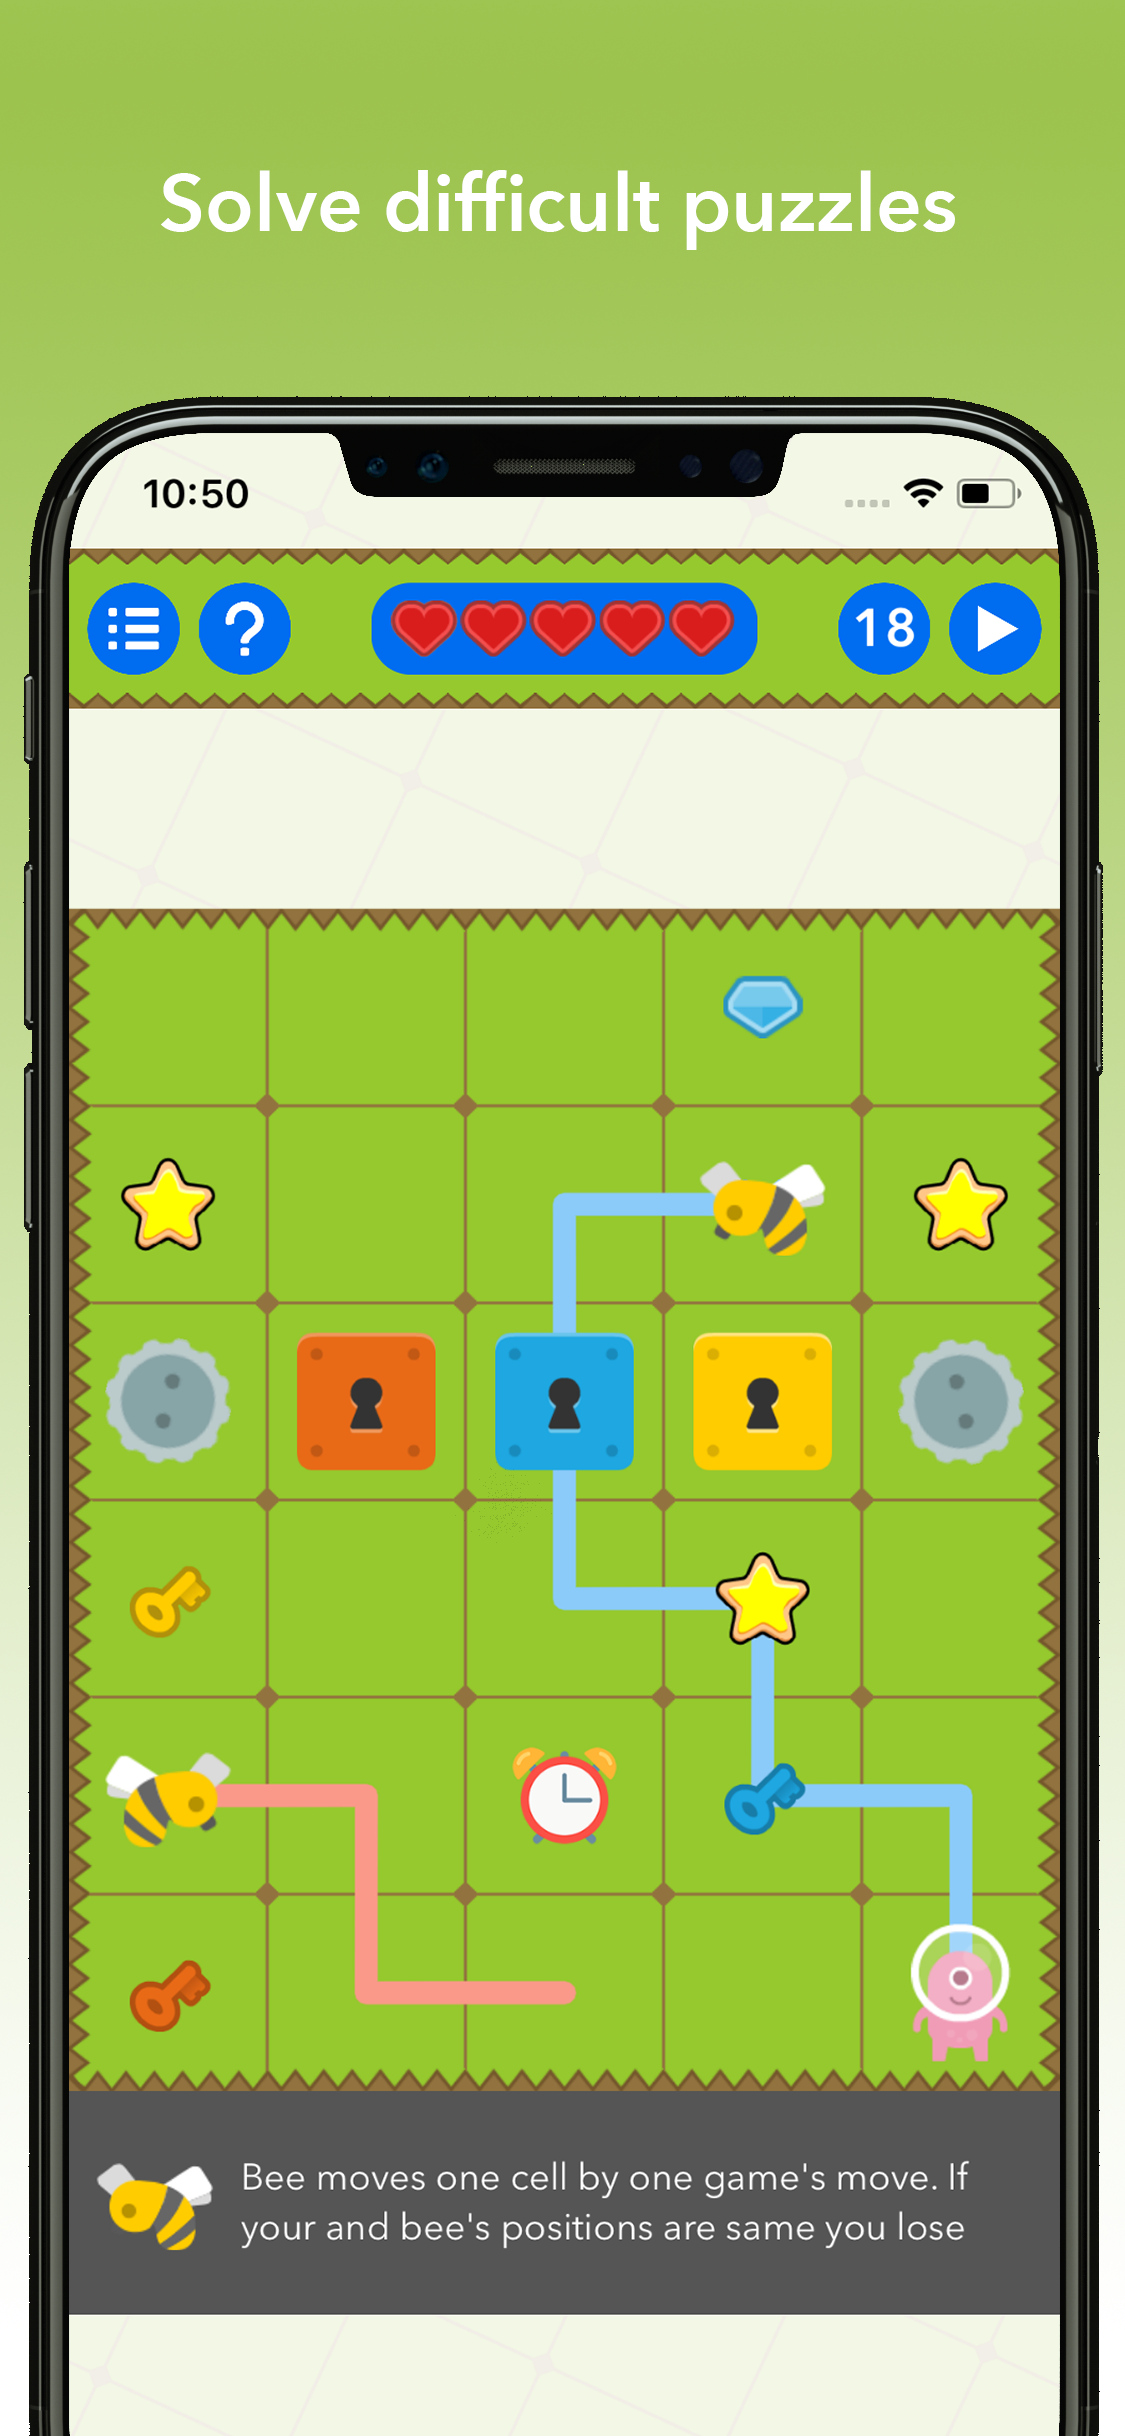 Solve difficult puzzles
10:50
18
Bee moves one cell by one game's move. If
your and bee's positions are same you lose